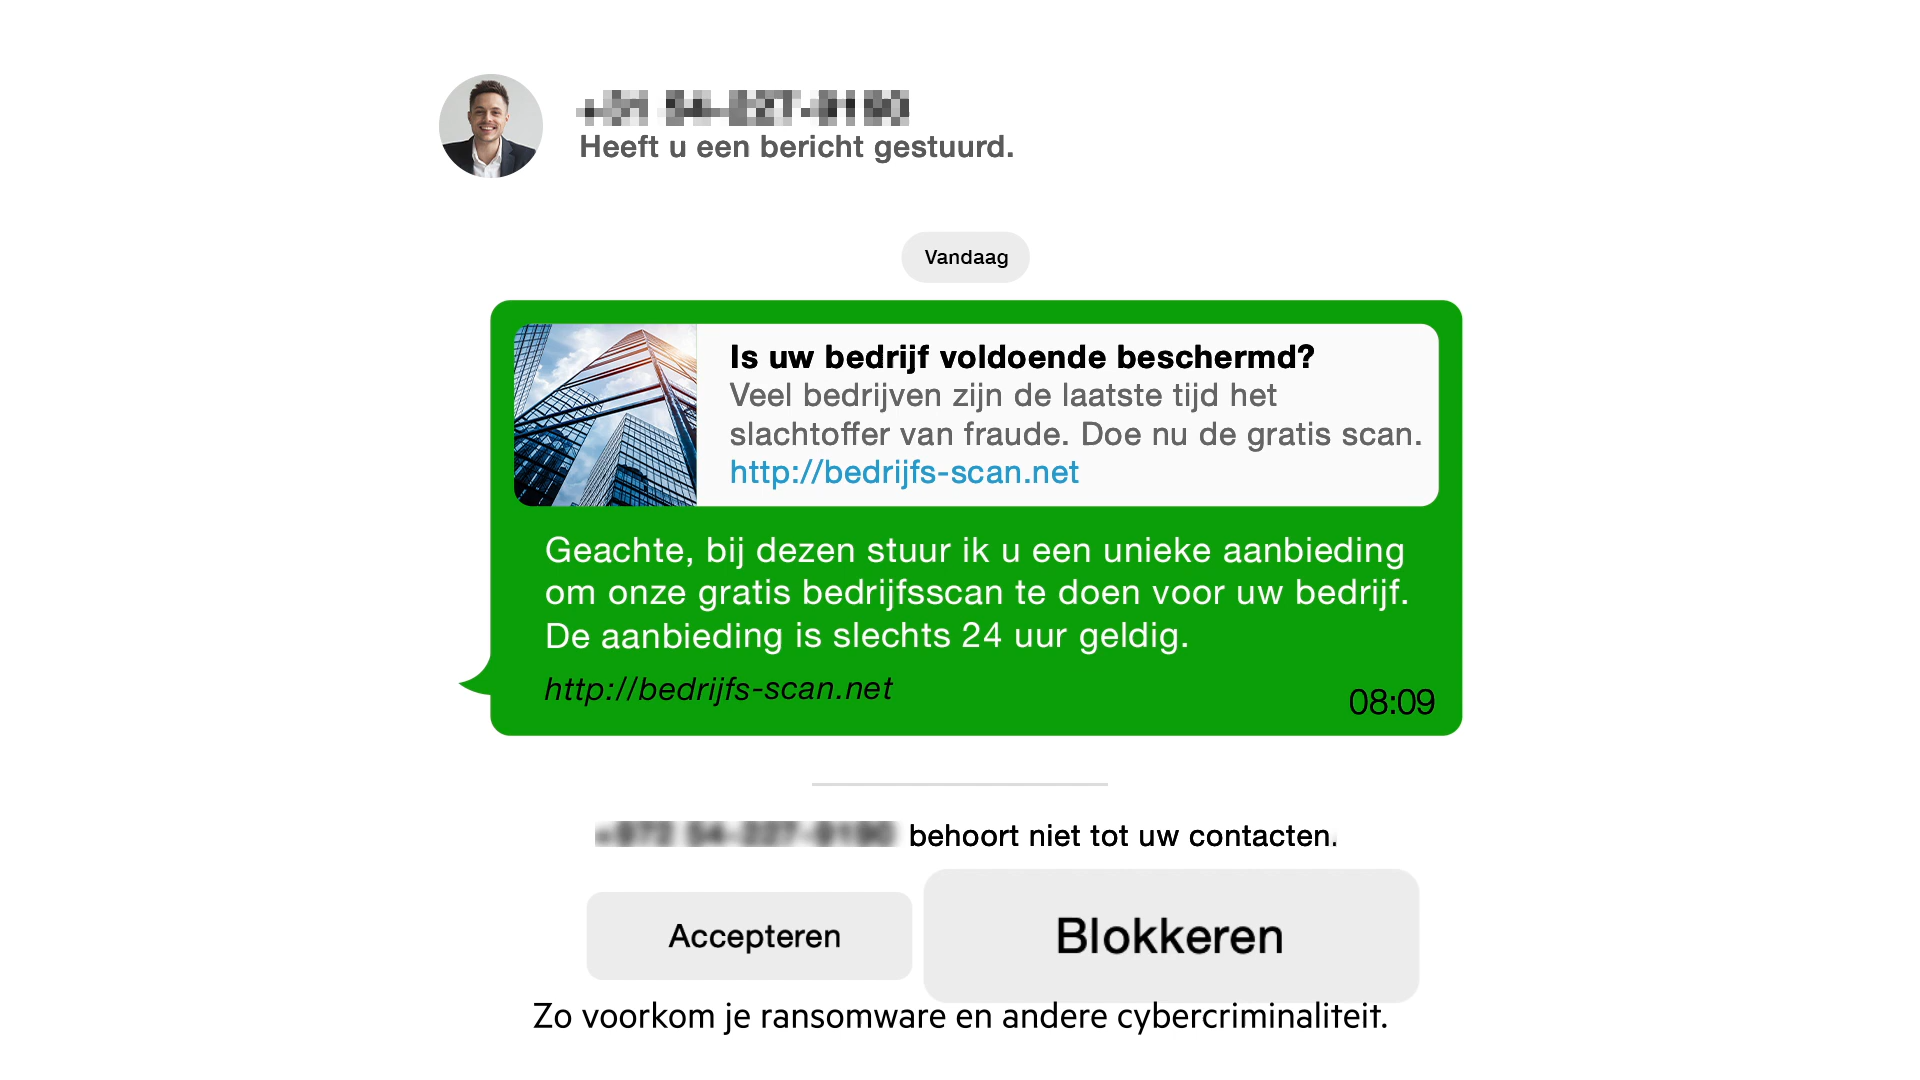 Heeft u een bericht gestuurd.
Vandaag
Is uw bedrijf voldoende beschermd?
Veel bedrijven zijn de laatste tijd het
slachtoffer van fraude. Doe nu de gratis scan.
http://bedrijfs-scan.net
Geachte, bij dezen stuur ik u een unieke aanbieding
om onze gratis bedrijfsscan te doen voor uw bedrijf.
De aanbieding is slechts 24 uur geldig.
http://bedrijfs-scan.net
08:09
behoort niet tot uw contacten.
Accepteren
Blokkeren
Zo voorkom je ransomware en andere cybercriminaliteit.